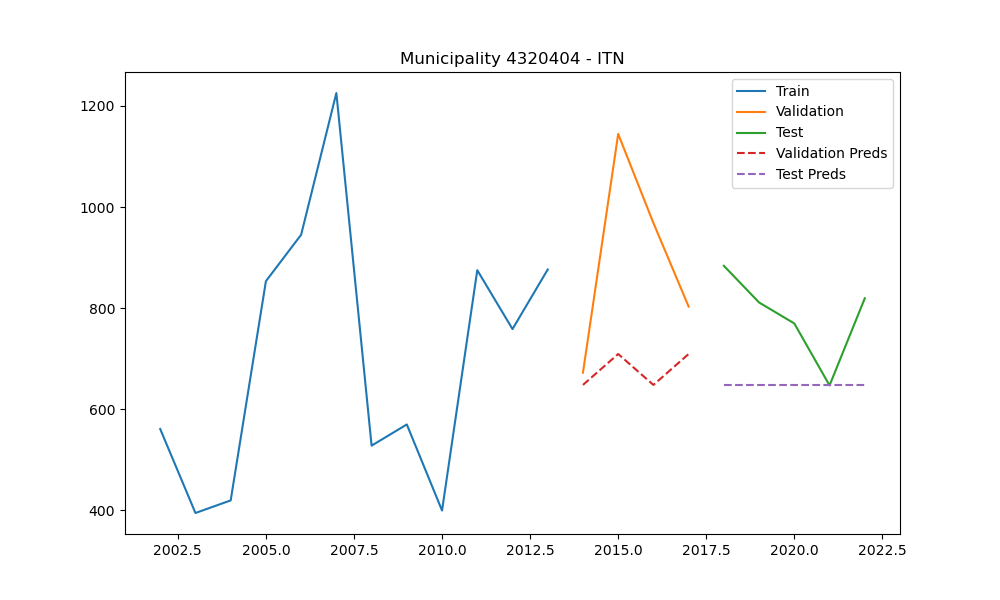 Municipality 4320404 - ITN
Train
Validation
Test
Validation Preds
Test Preds
1200
1000
800
600
400
2002.5 2005.0 2007.5 2010.0 2012.5 2015.0 2017.5 2020.0 2022.5